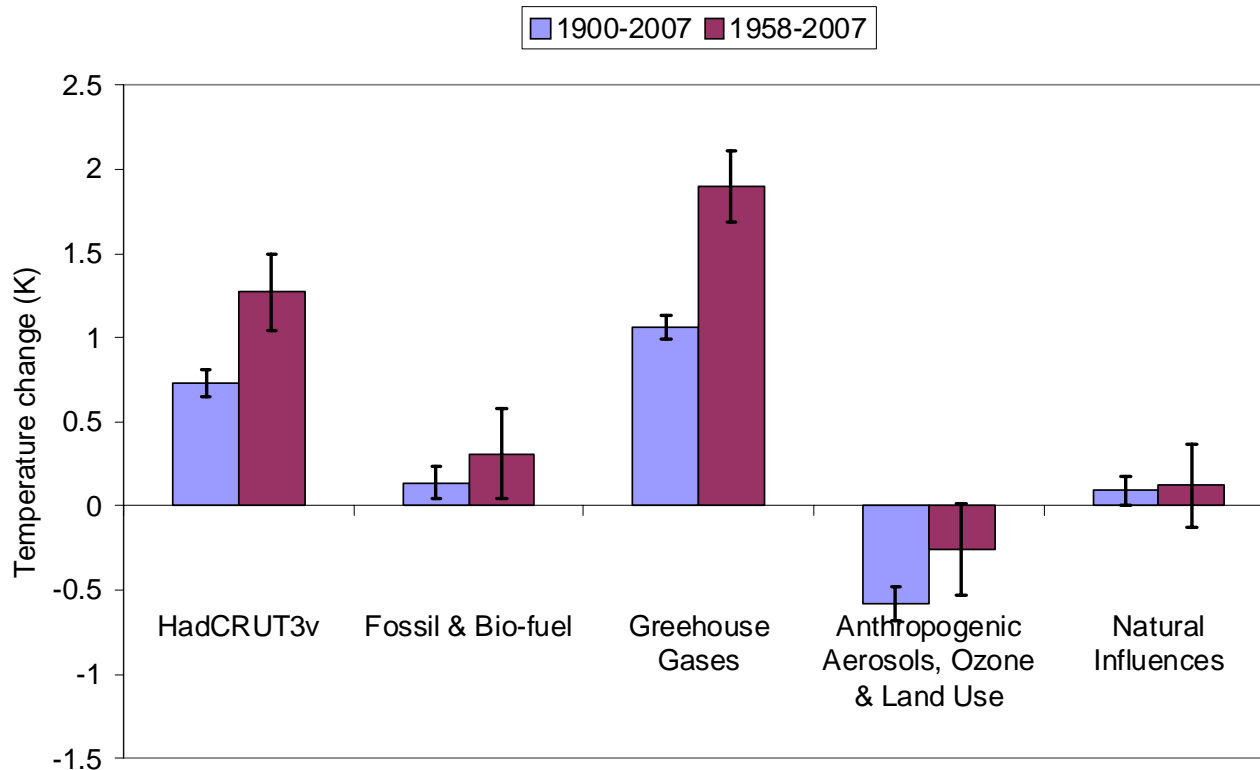 1900-2007 1958-2007
2.5
2
1.5
1
0.5
0
-0.5
-1
-1.5
Temperature change (K)
HadCRUT3v
Fossil & Bio-fuel
Greehouse
Gases
Anthropogenic
Aerosols, Ozone
& Land Use
Natural
Influences